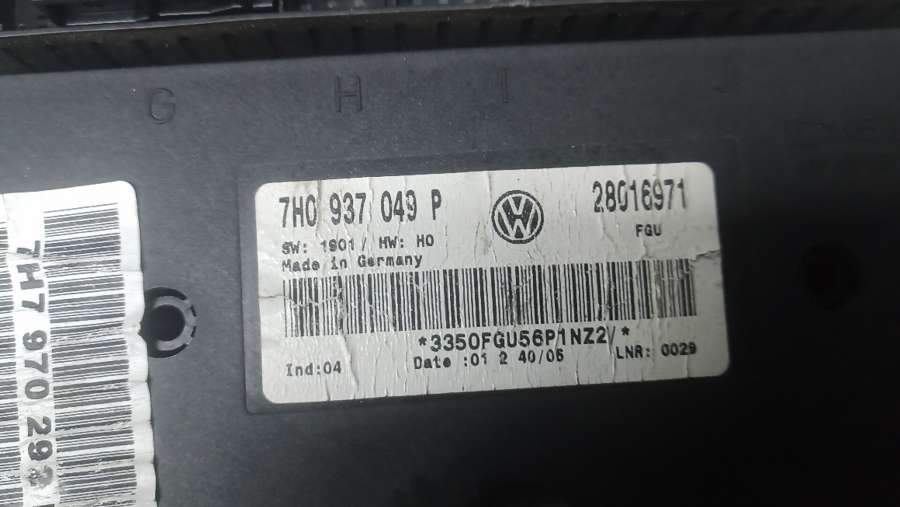 G H I J
7H0 937 049 P
28016971
FGU
SW: 1901/ HW: H0
Made in Germany
*3350FGU56P1NZ2/*
Ind:04
Date :01 2 40/05
LNR: 0029
7H7 970 293